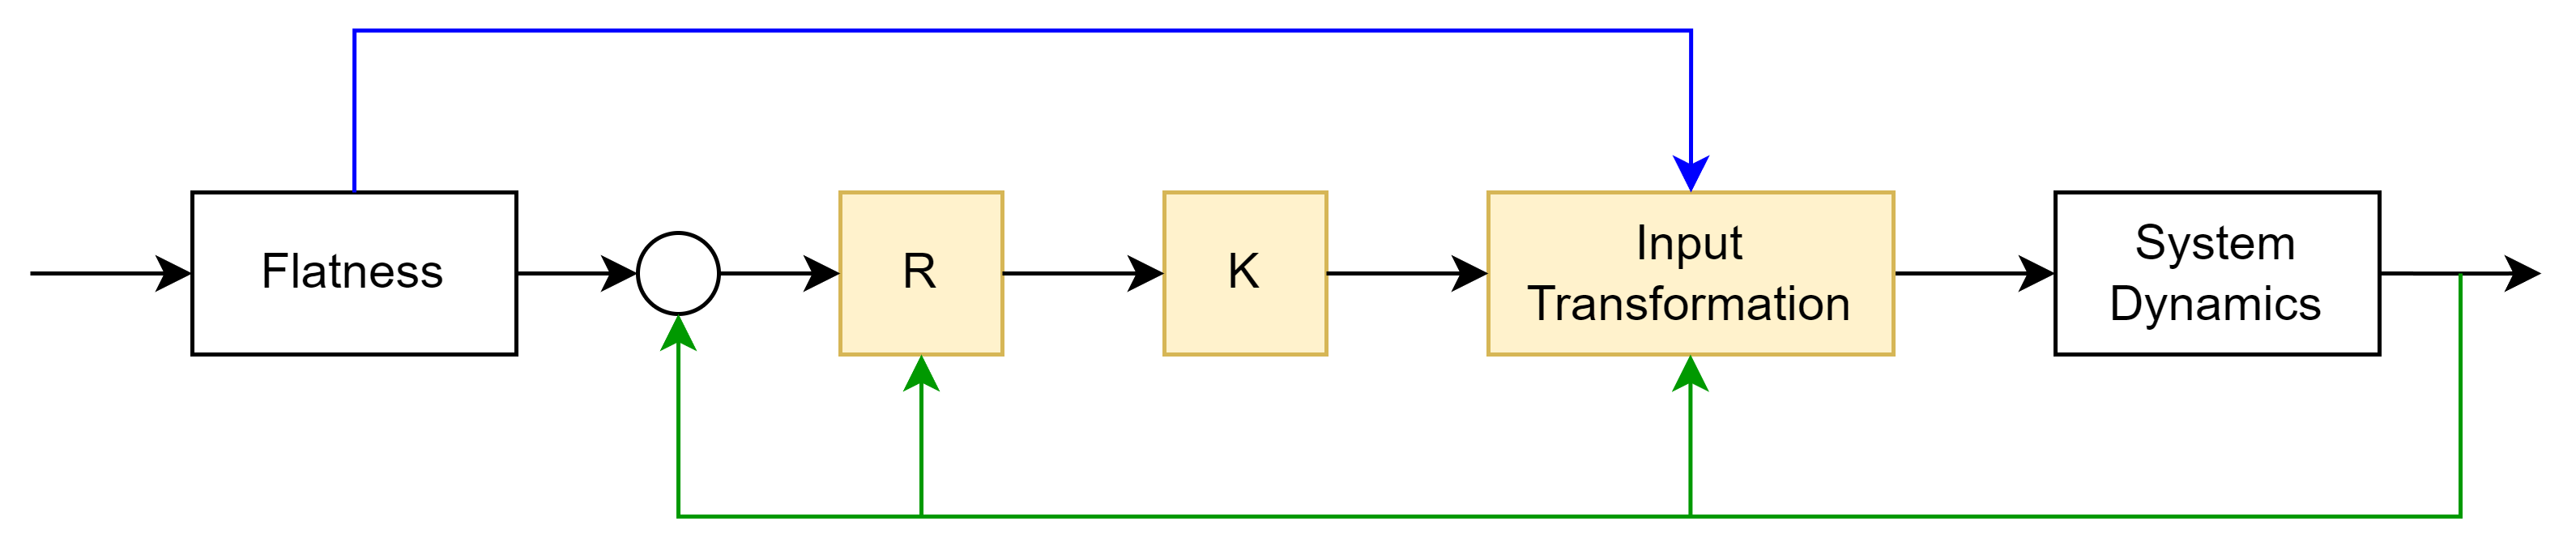 Flatness
R
K
Input
Transformation
System
Dynamics